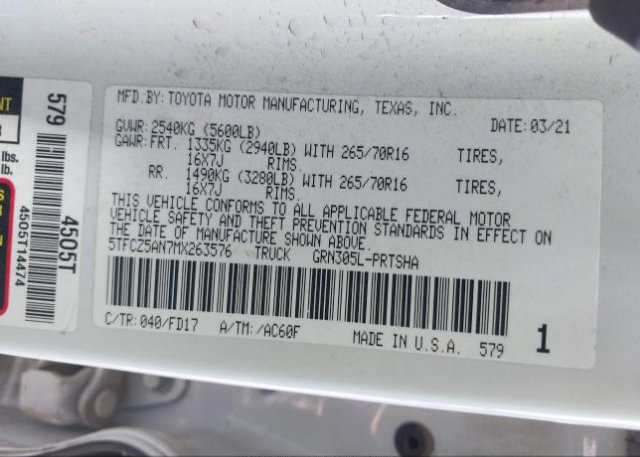 MFD.BY: TOYOTA MOTOR MANUFACTURING, TEXAS, INC.
DATE: 03/21
GVWR: 2540KG (5600LB)
GAWR: FRT. 1335KG (2940LB) WITH 265/70R16 TIRES,
16X7J RIMS.
RR. 1490KG (3280LB) WITH 265/70R16 TIRES,
16X7J RIMS.
THIS VEHICLE CONFORMS TO ALL APPLICABLE FEDERAL MOTOR
VEHICLE SAFETY AND THEFT PREVENTION STANDARDS IN EFFECT ON
THE DATE OF MANUFACTURE SHOWN ABOVE.
5TFCZ5AN7MX263576 TRUCK GRN305L-PRTSHA
C/TR: 040/FD17 A/TM: /AC60F MADE IN U.S.A. 579 1
579
4505T
4505T14474
lbs.
lbs.